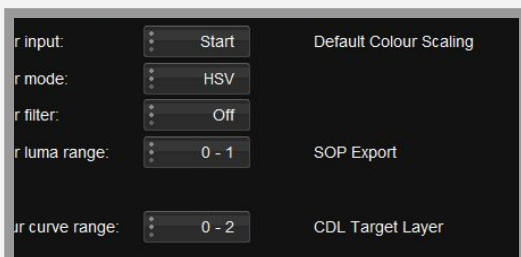 r input: Start Default Colour Scaling
r mode: HSV
r filter: Off
r luma range: 0 - 1 SOP Export
ur curve range: 0 - 2 CDL Target Layer